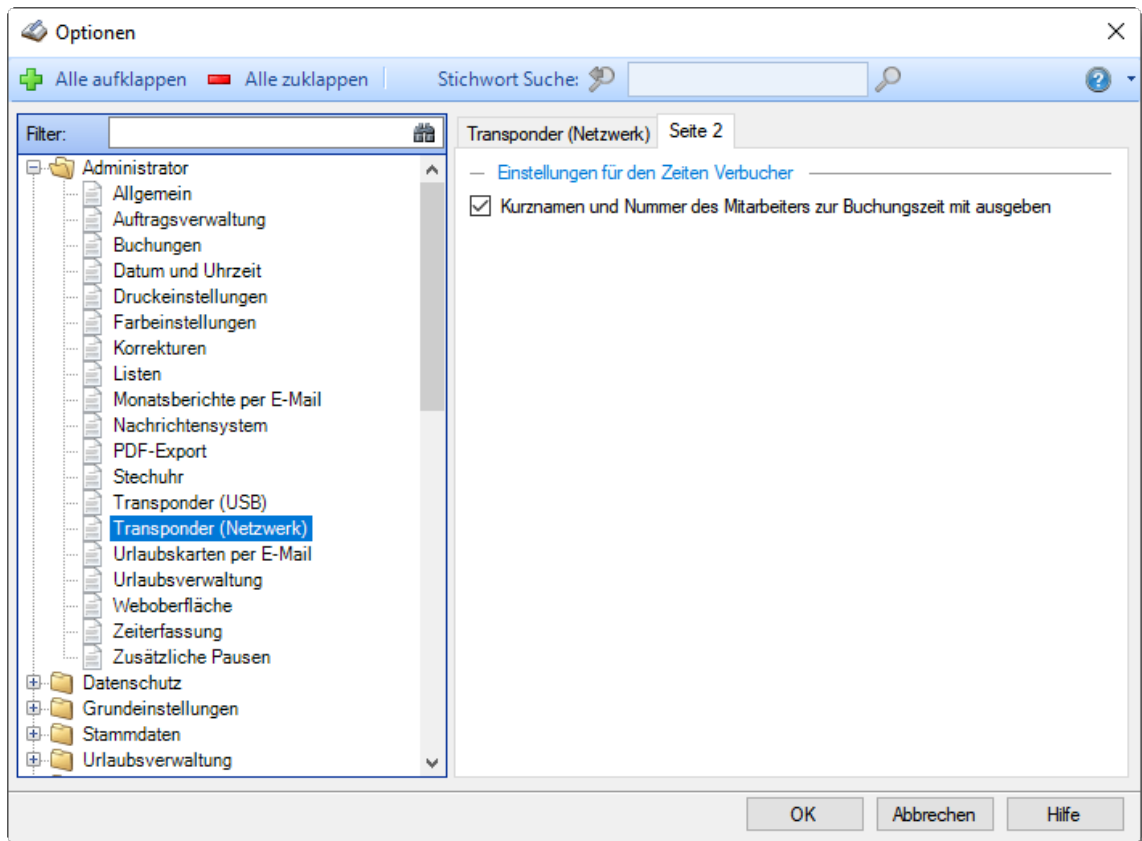 Optionen
Alle aufklappen Alle zuklappen Stichwort Suche:
Filter:
Administrator
Allgemein
Auftragsverwaltung
Buchungen
Datum und Uhrzeit
Druckeinstellungen
Farbeinstellungen
Korrekturen
Listen
Monatsberichte per E-Mail
Nachrichtensystem
PDF-Export
Stechuhr
Transponder (USB)
Transponder (Netzwerk)
Urlaubskarten per E-Mail
Urlaubsverwaltung
Weboberfläche
Zeiterfassung
Zusätzliche Pausen
Datenschutz
Grundeinstellungen
Stammdaten
Urlaubsverwaltung
Transponder (Netzwerk) Seite 2
Einstellungen für den Zeiten Verbucher
Kurznamen und Nummer des Mitarbeiters zur Buchungszeit mit ausgeben
OK Abbrechen Hilfe